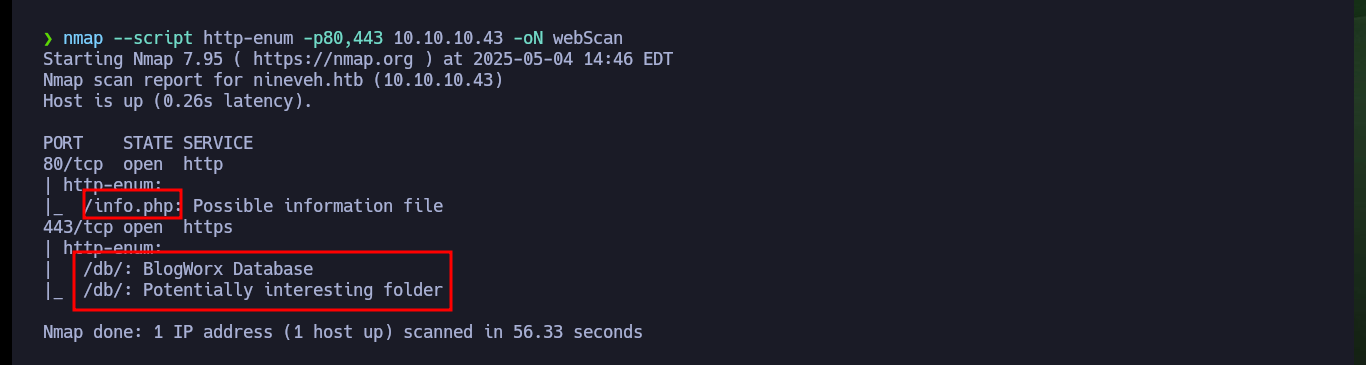 ❯ nmap --script http-enum -p80,443 10.10.10.43 -oN webScan
Starting Nmap 7.95 ( https://nmap.org ) at 2025-05-04 14:46 EDT
Nmap scan report for nineveh.htb (10.10.10.43)
Host is up (0.26s latency).
PORT    STATE SERVICE
80/tcp  open  http
| http-enum:
|_  /info.php: Possible information file
443/tcp open  https
| http-enum:
|   /db/: BlogWorx Database
|_  /db/: Potentially interesting folder
Nmap done: 1 IP address (1 host up) scanned in 56.33 seconds